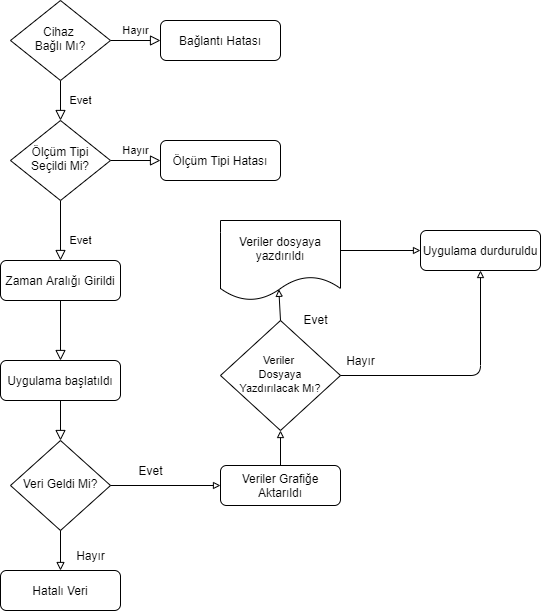 Cihaz
Bağlı Mı?
Hayır
Bağlantı Hatası
Evet
Ölçüm Tipi
Seçildi Mi?
Hayır
Ölçüm Tipi Hatası
Evet
Zaman Aralığı Girildi
Uygulama başlatıldı
Veri Geldi Mi?
Hayır
Hatalı Veri
Evet
Veriler Grafiğe
Aktarıldı
Veriler
Dosyaya
Yazdırılacak Mı?
Evet
Veriler dosyaya
yazdırıldı
Hayır
Uygulama durduruldu